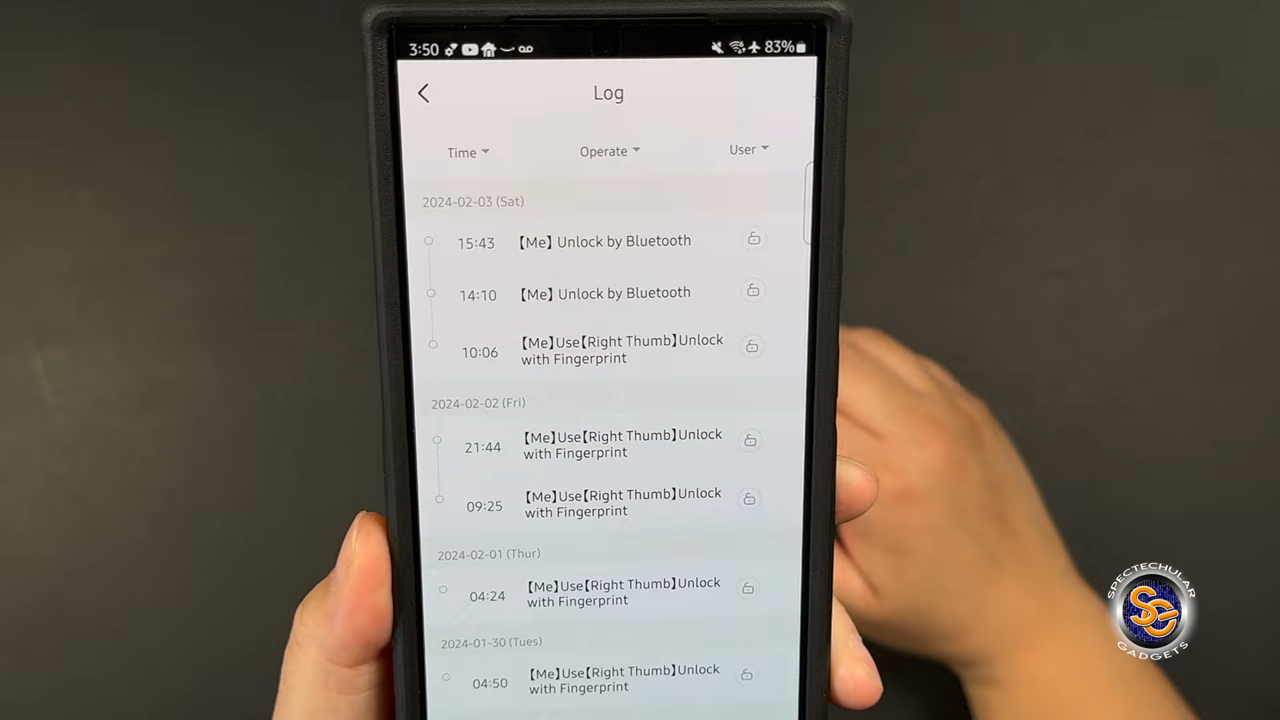 3:50
83%
Log
Time
Operate
User
2024-02-03 (Sat)
15:43 【Me】 Unlock by Bluetooth
14:10 【Me】 Unlock by Bluetooth
10:06 【Me】Use【Right Thumb】Unlock
with Fingerprint
2024-02-02 (Fri)
21:44 【Me】Use【Right Thumb】Unlock
with Fingerprint
09:25 【Me】Use【Right Thumb】Unlock
with Fingerprint
2024-02-01 (Thur)
04:24 【Me】Use【Right Thumb】Unlock
with Fingerprint
2024-01-30 (Tues)
04:50 【Me】Use【Right Thumb】Unlock
with Fingerprint
SPECTECHULAR
SG
GADGETS